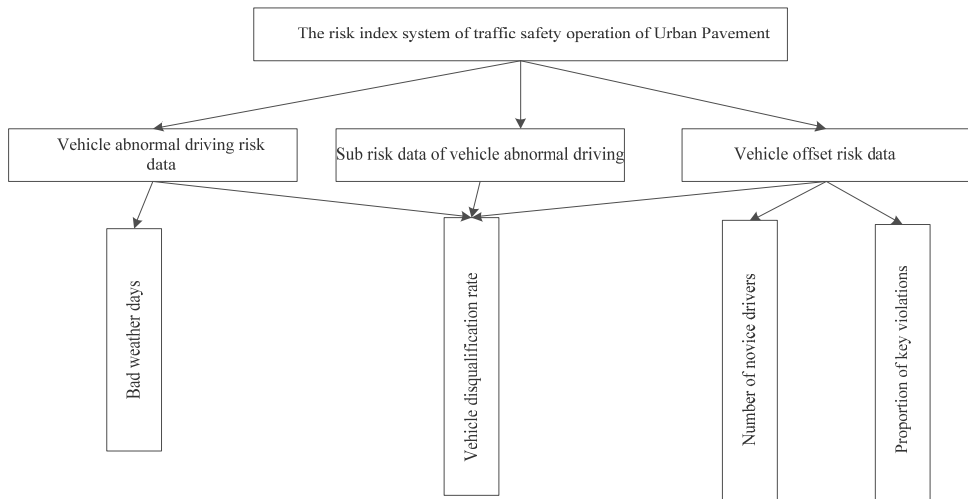 The risk index system of traffic safety operation of Urban Pavement
Vehicle abnormal driving risk
data
Sub risk data of vehicle abnormal driving
Vehicle offset risk data
Bad weather days
Vehicle disqualification rate
Number of novice drivers
Proportion of key violations